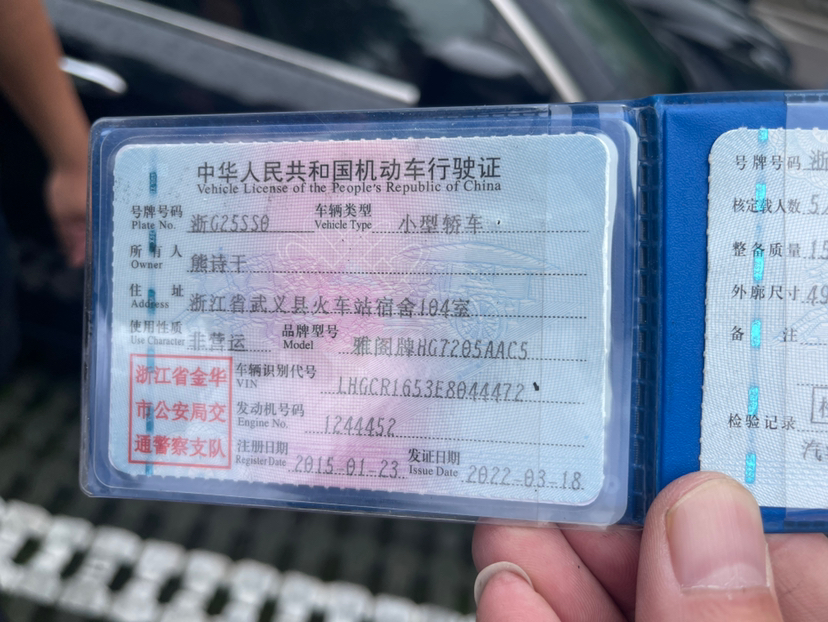 中华人民共和国机动车行驶证
Vehicle License of the People's Republic of China
号牌号码 浙G25SS0 车辆类型 小型轿车
Plate No. Vehicle Type
所有人 熊诗干
Owner
住址 浙江省武义县火车站宿舍104室
Address
使用性质 非营运 品牌型号 雅阁牌HG7205AAC5
Use Character Model
浙江省金华
市公安局交
通警察支队
车辆识别代号 LHGCR1653E8044472
VIN
发动机号码 1244452
Engine No.
注册日期 2015-01-23 发证日期 2022-03-18
Register Date Issue Date
号牌号码 浙
核定载人数 5人
整备质量 15
外廓尺寸 49
备注
检验记录
汽